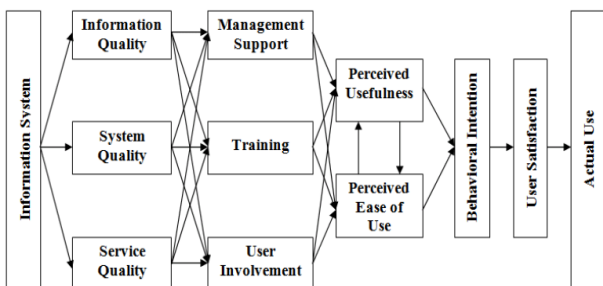 Information System
Information
Quality
System
Quality
Service
Quality
Management
Support
Training
User
Involvement
Perceived
Usefulness
Perceived
Ease of
Use
Behavioral Intention
User Satisfaction
Actual Use